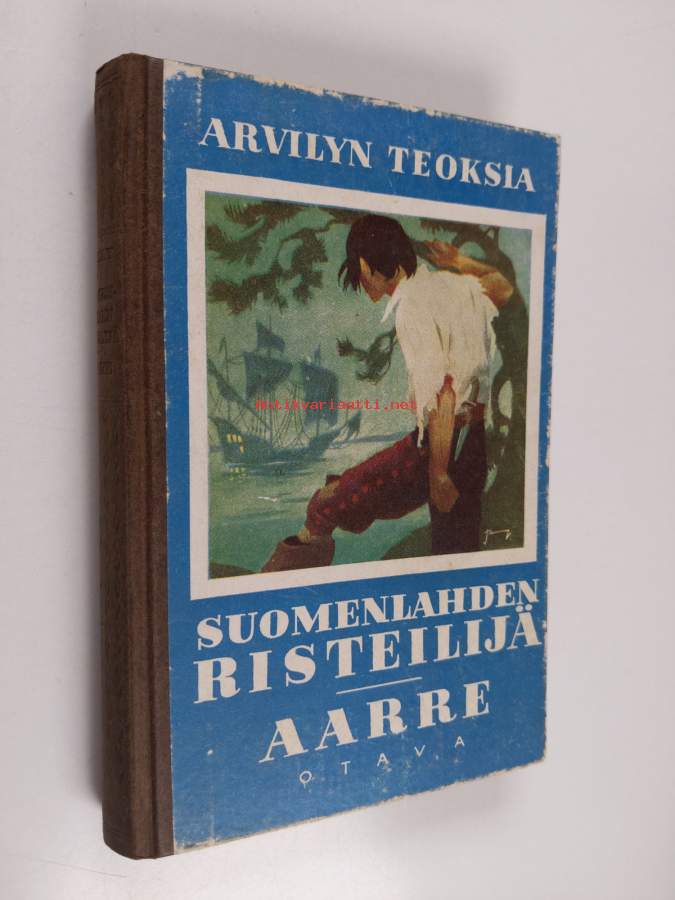 ARVILYN TEOKSIA
antikvariaatti.net
SUOMENLAHDEN
RISTEILIJÄ
AARRE
OTAVA